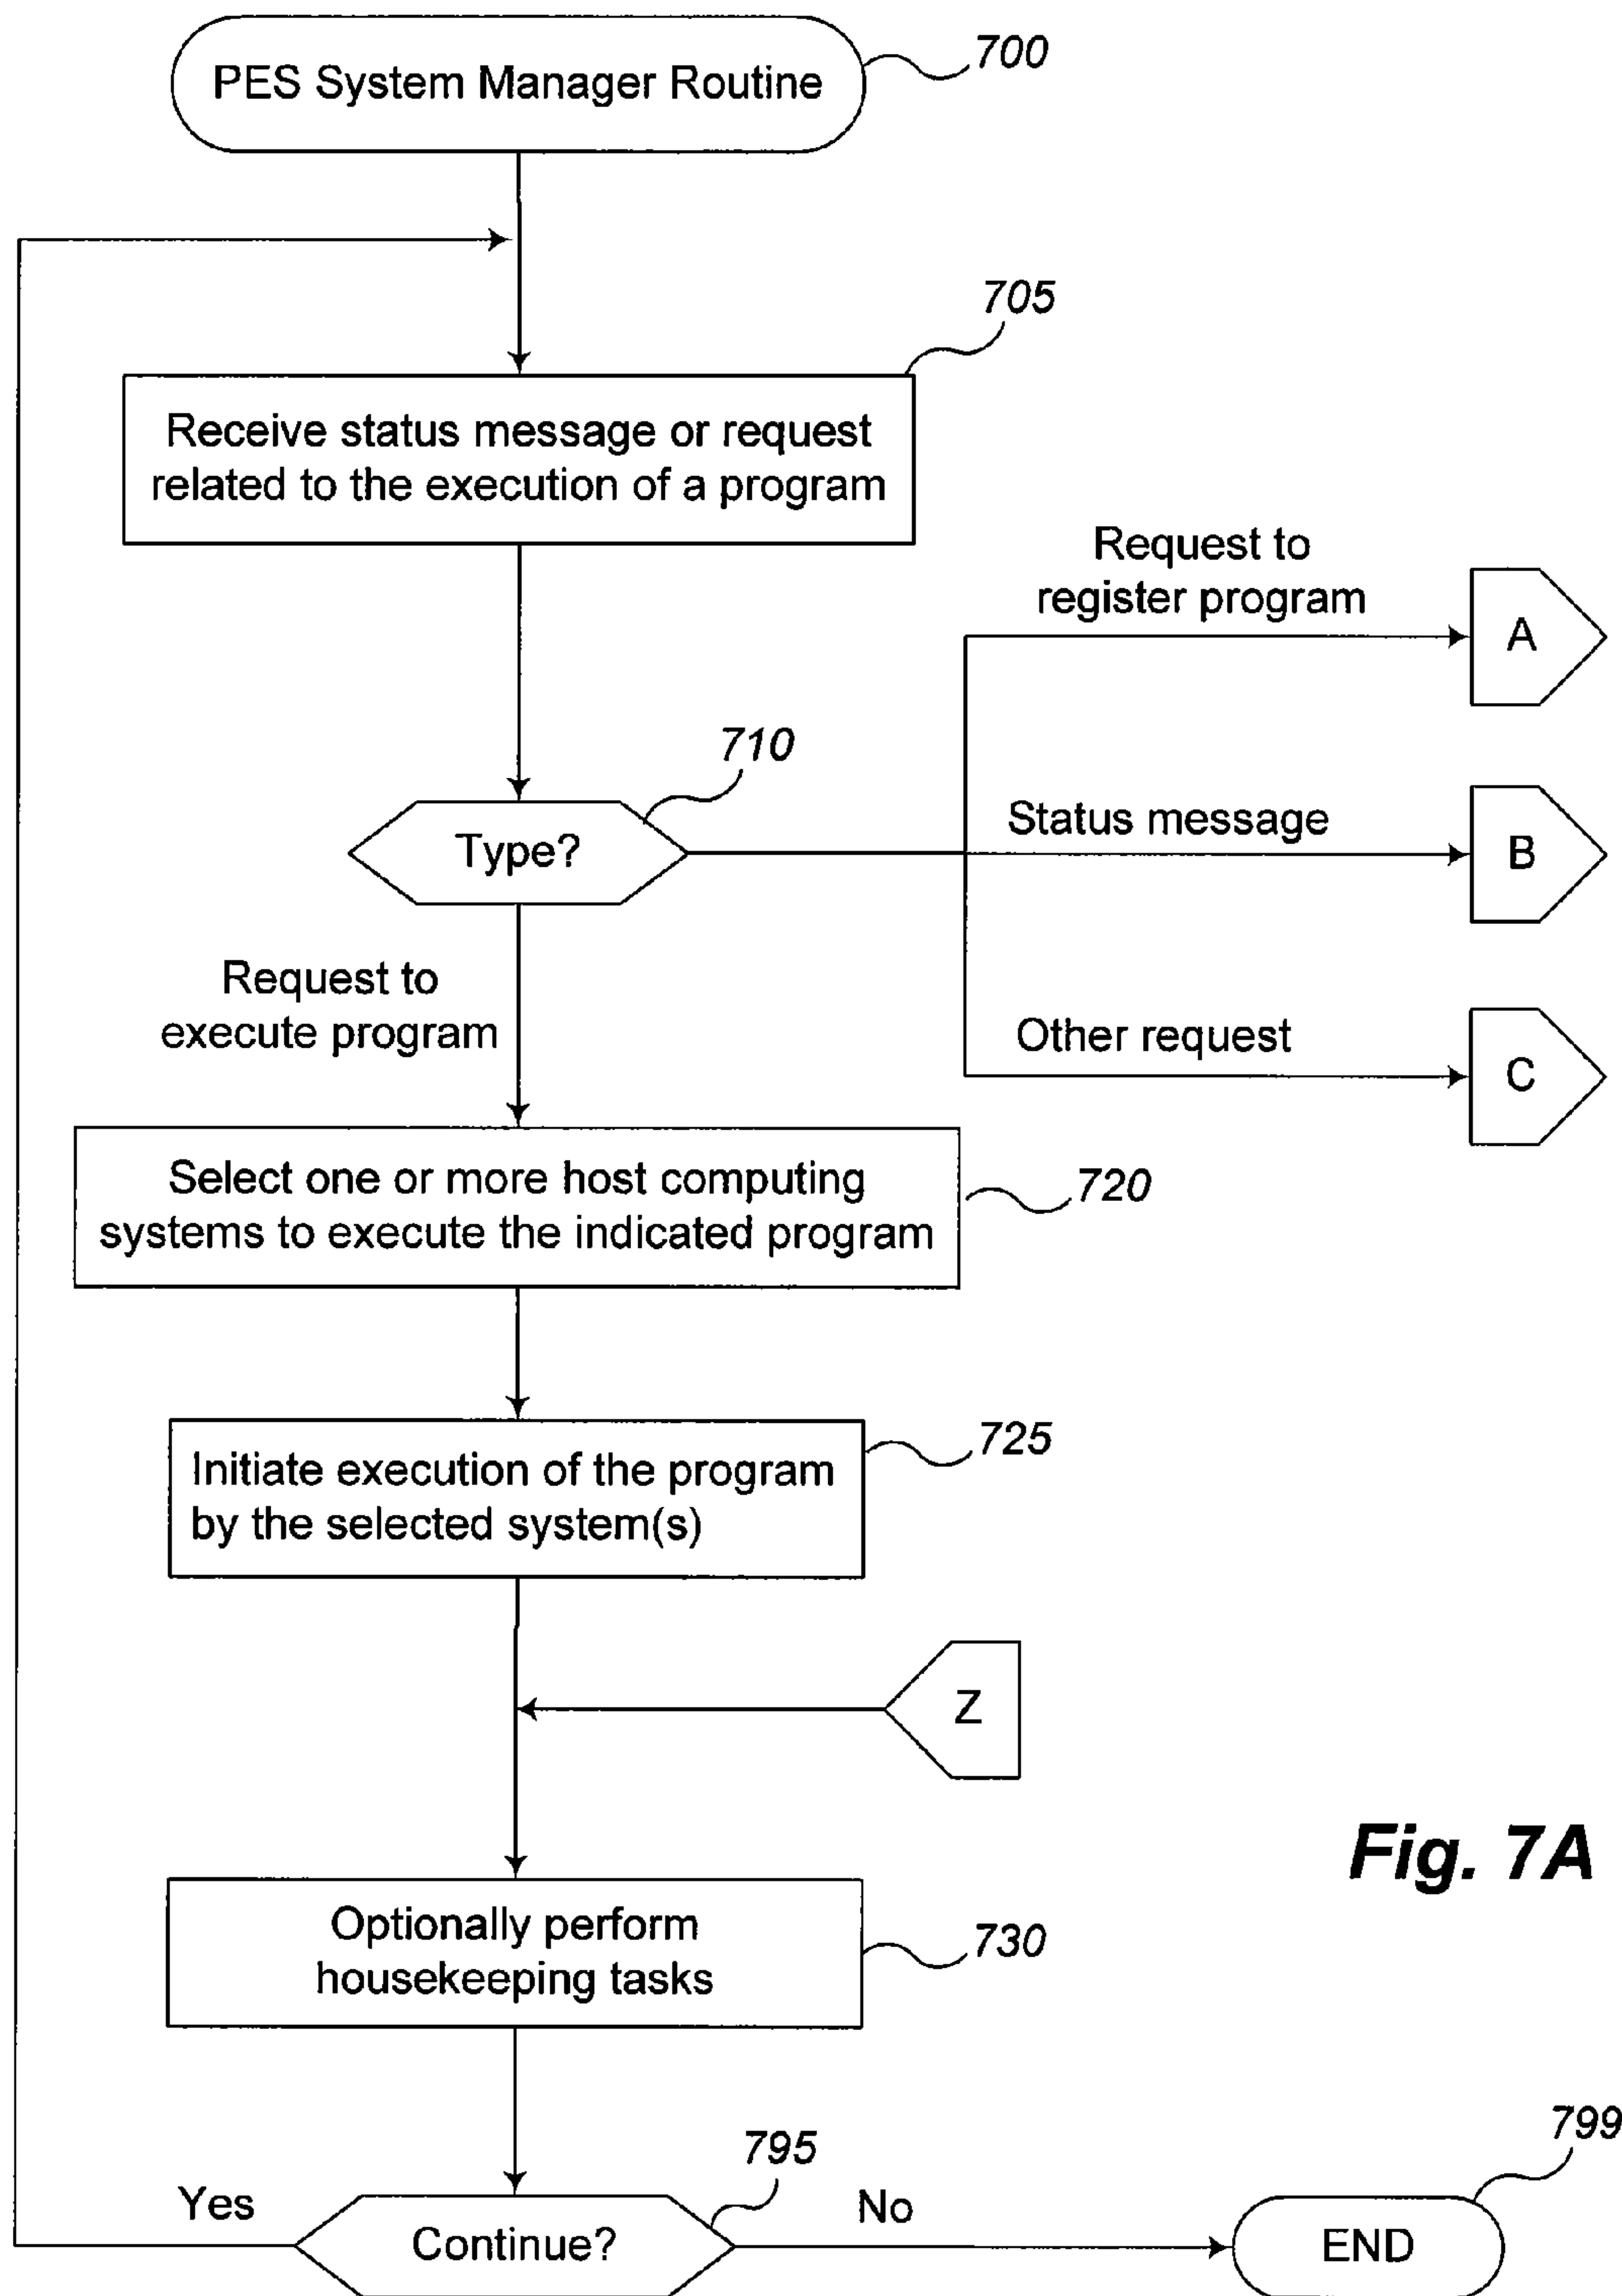 PES System Manager Routine
700
705
Receive status message or request
related to the execution of a program
Request to
register program
A
710
Type?
Status message
B
Request to
execute program
Other request
C
Select one or more host computing
systems to execute the indicated program
720
Initiate execution of the program
by the selected system(s)
725
Z
Fig. 7A
Optionally perform
housekeeping tasks
730
795
799
Yes
Continue?
No
END